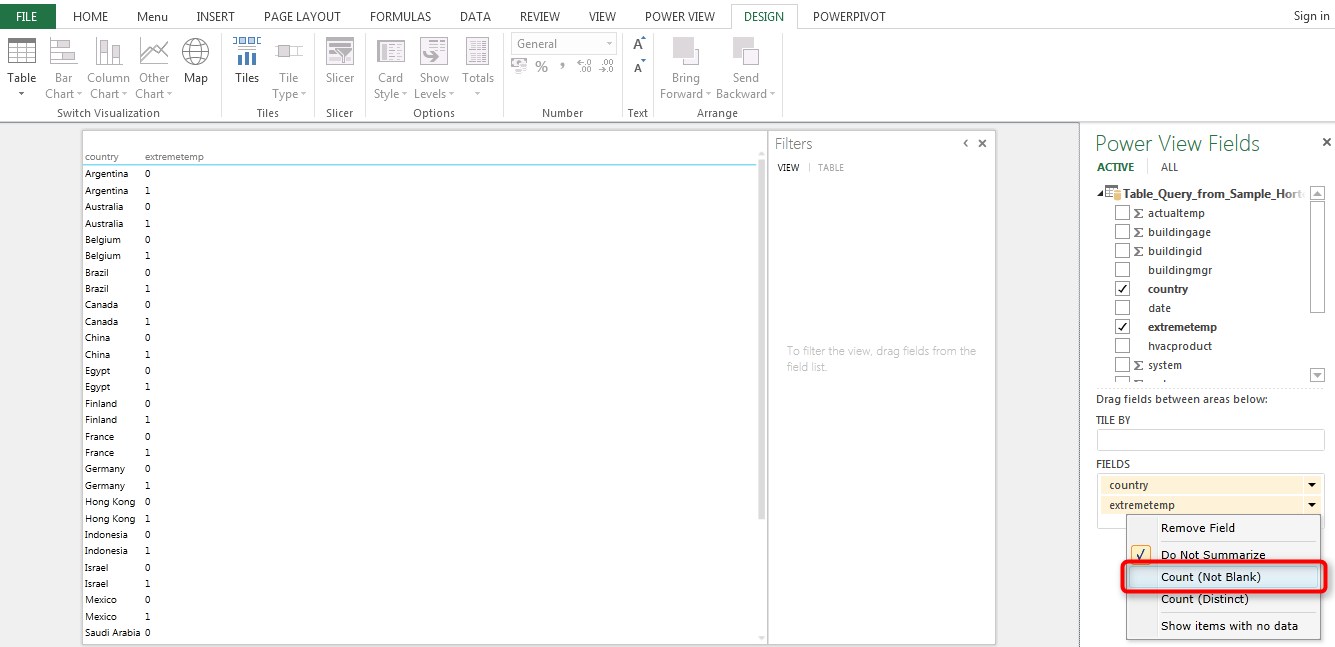 FILE HOME Menu INSERT PAGE LAYOUT FORMULAS DATA REVIEW VIEW POWER VIEW DESIGN POWERPIVOT Sign in
Table Bar Chart Column Chart Other Chart Map Tiles Tile Type Slicer Card Style Show Levels Totals General % , .00 .00 A A Bring Forward Send Backward
Switch Visualization Tiles Slicer Options Number Text Arrange
country extremetemp
Argentina 0
Argentina 1
Australia 0
Australia 1
Belgium 0
Belgium 1
Brazil 0
Brazil 1
Canada 0
Canada 1
China 0
China 1
Egypt 0
Egypt 1
Finland 0
Finland 1
France 0
France 1
Germany 0
Germany 1
Hong Kong 0
Hong Kong 1
Indonesia 0
Indonesia 1
Israel 0
Israel 1
Mexico 0
Mexico 1
Saudi Arabia 0
Filters
VIEW TABLE
To filter the view, drag fields from the
field list.
Power View Fields
ACTIVE ALL
Table_Query_from_Sample_Hort
Σ actualtemp
Σ buildingage
Σ buildingid
buildingmgr
country
date
extremetemp
hvacproduct
Σ system
Drag fields between areas below:
TILE BY
FIELDS
country
extremetemp
Remove Field
Do Not Summarize
Count (Not Blank)
Count (Distinct)
Show items with no data